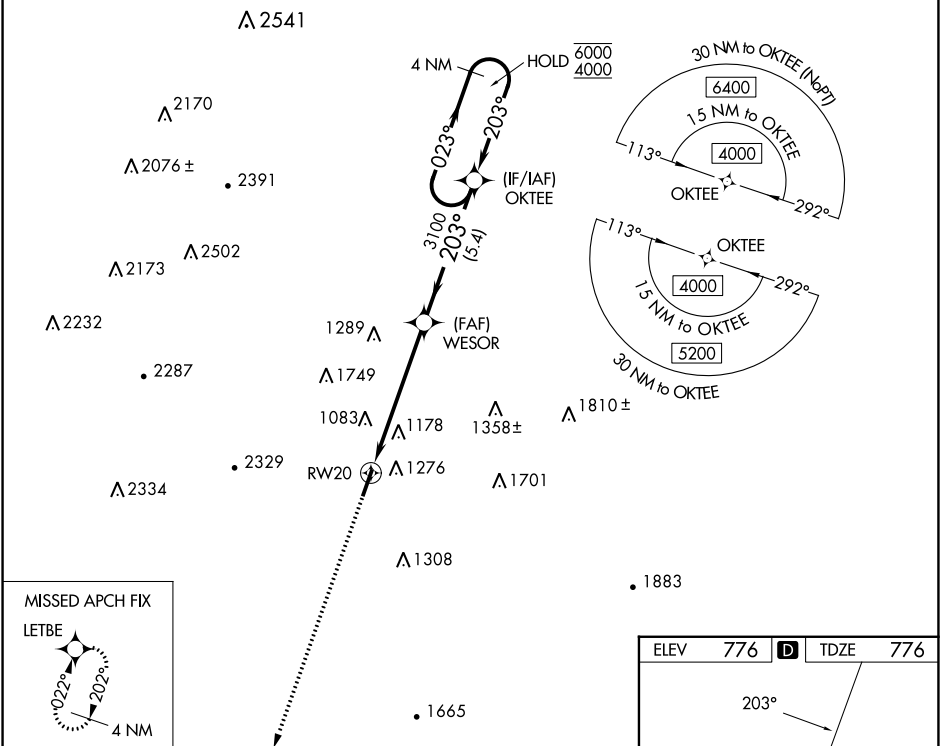 2541
4 NM
HOLD 6000
4000
30 NM to OKTEE (NoPT)
6400
15 NM to OKTEE
4000
113°
OKTEE
292°
2170
023°
203°
2076 ±
2391
(IF/IAF)
OKTEE
3100
203°
(5.4)
113°
OKTEE
292°
4000
15 NM to OKTEE
5200
30 NM to OKTEE
2502
2173
2232
1289
(FAF)
WESOR
2287
1749
1083
1178
1358±
1810 ±
2329
RW20
1276
1701
2334
1308
1883
MISSED APCH FIX
LETBE
022°
202°
4 NM
1665
ELEV 776 D TDZE 776
203°